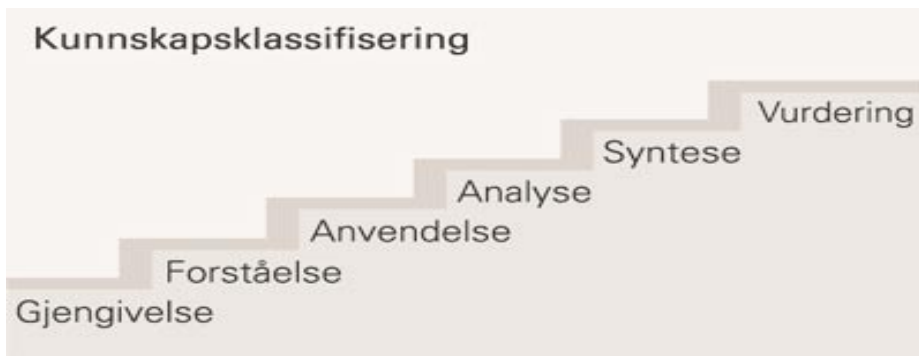 Kunnskapsklassifisering
Vurdering
Syntese
Analyse
Anvendelse
Forståelse
Gjengivelse